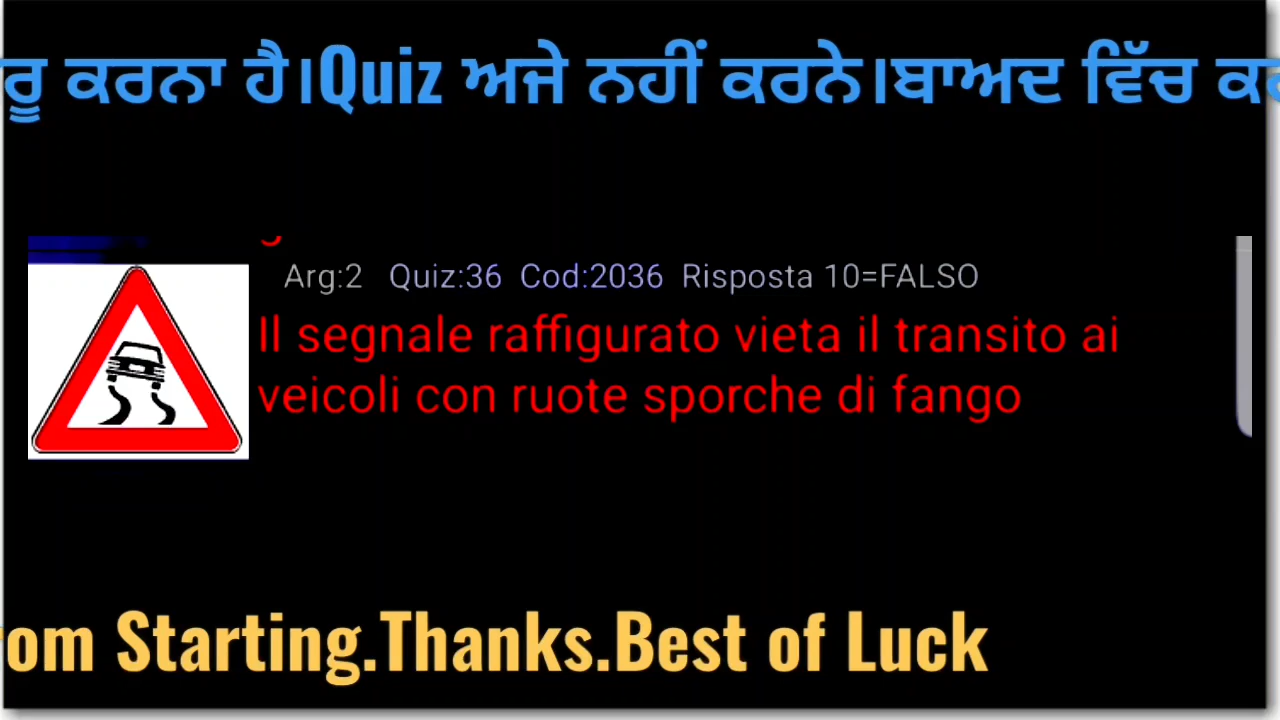 ਕਰਨਾ ਹੈ।Quiz ਅਜੇ ਨਹੀਂ ਕਰਨੇ।ਬਾਅਦ ਵਿੱਚ
Arg:2 Quiz:36 Cod:2036 Risposta 10=FALSO
Il segnale raffigurato vieta il transito ai
veicoli con ruote sporche di fango
om Starting.Thanks.Best of Luck